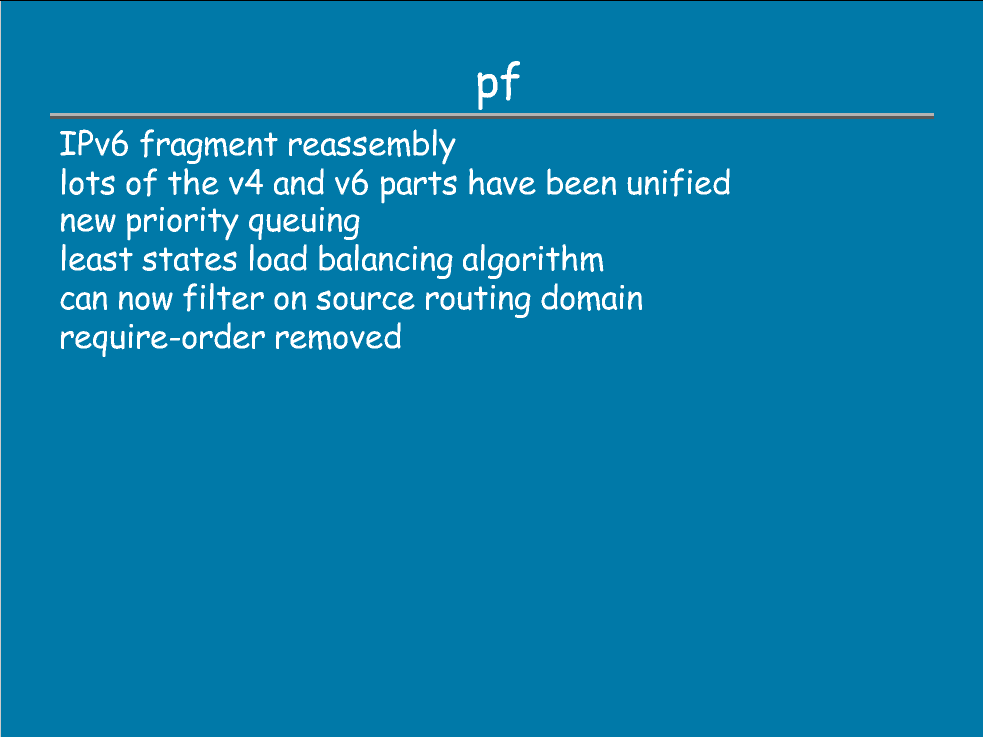 pf
IPv6 fragment reassembly
lots of the v4 and v6 parts have been unified
new priority queuing
least states load balancing algorithm
can now filter on source routing domain
require-order removed